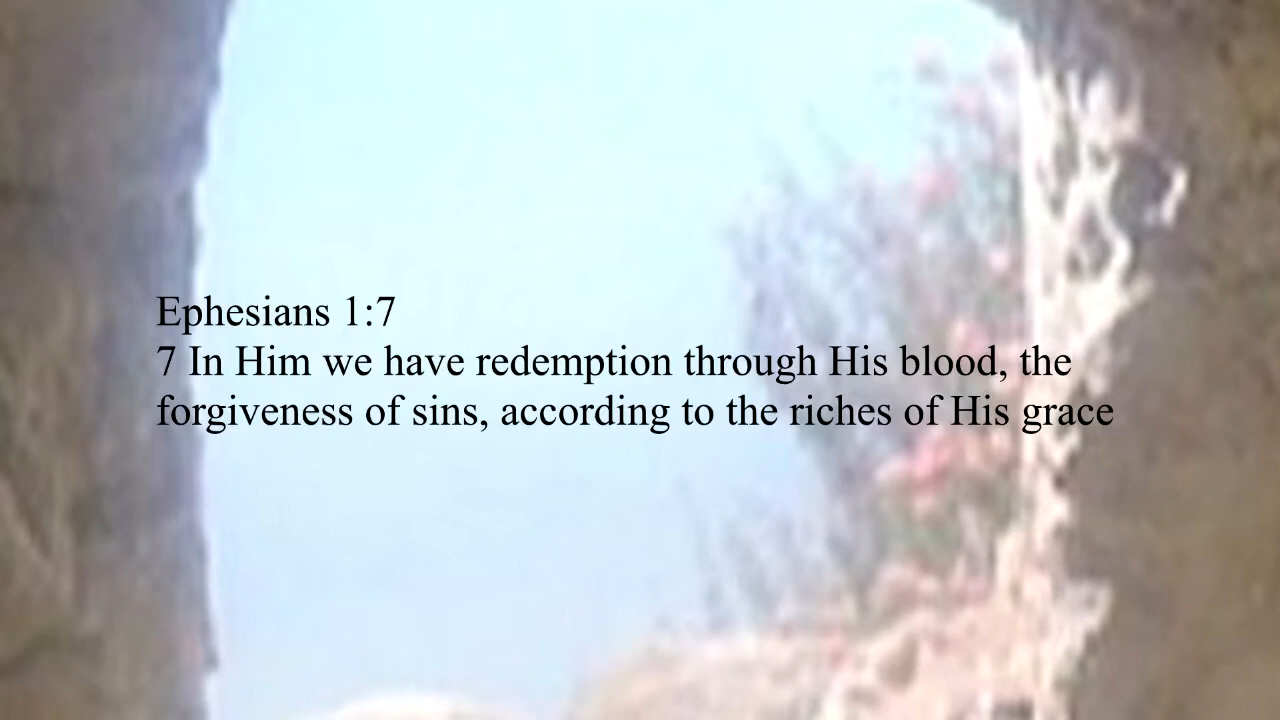 Ephesians 1:7
7 In Him we have redemption through His blood, the
forgiveness of sins, according to the riches of His grace